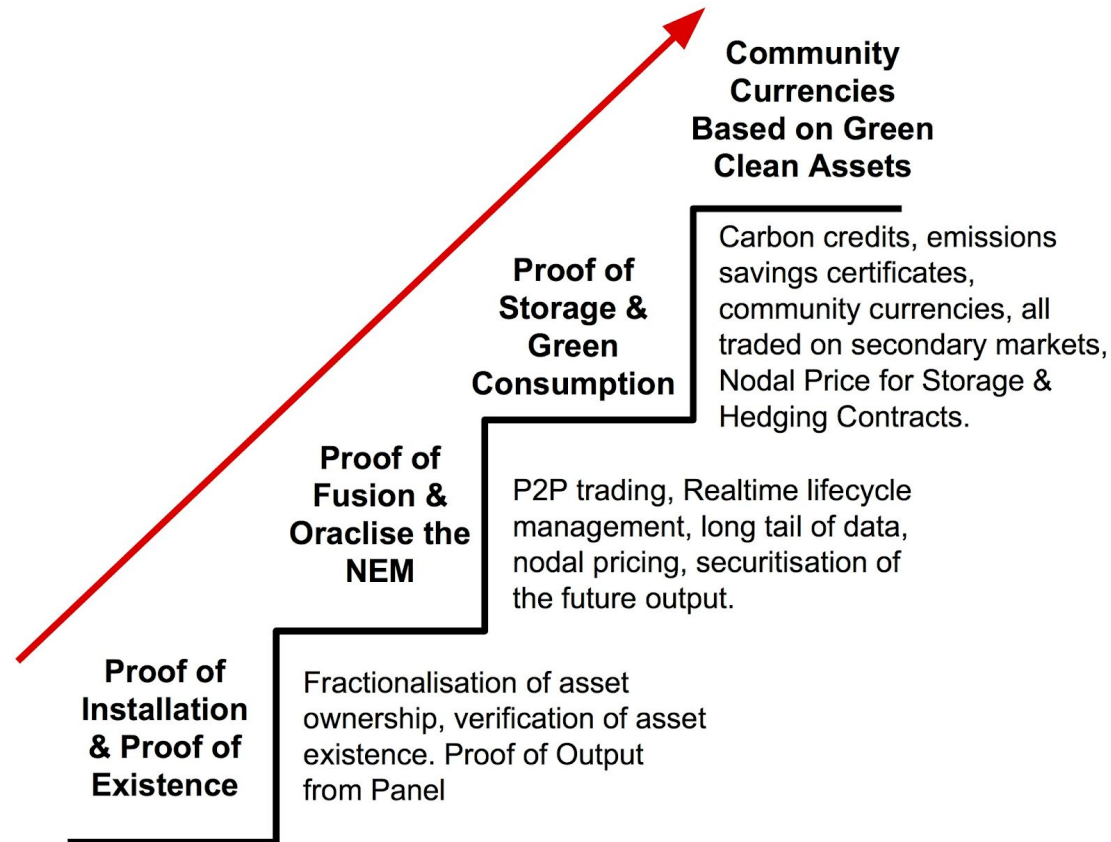 Community
Currencies
Based on Green
Clean Assets
Carbon credits, emissions
savings certificates,
community currencies, all
traded on secondary markets,
Nodal Price for Storage &
Hedging Contracts.
Proof of
Storage &
Green
Consumption
P2P trading, Realtime lifecycle
management, long tail of data,
nodal pricing, securitisation of
the future output.
Proof of
Fusion &
Oraclise the
NEM
Fractionalisation of asset
ownership, verification of asset
existence. Proof of Output
from Panel
Proof of
Installation
& Proof of
Existence